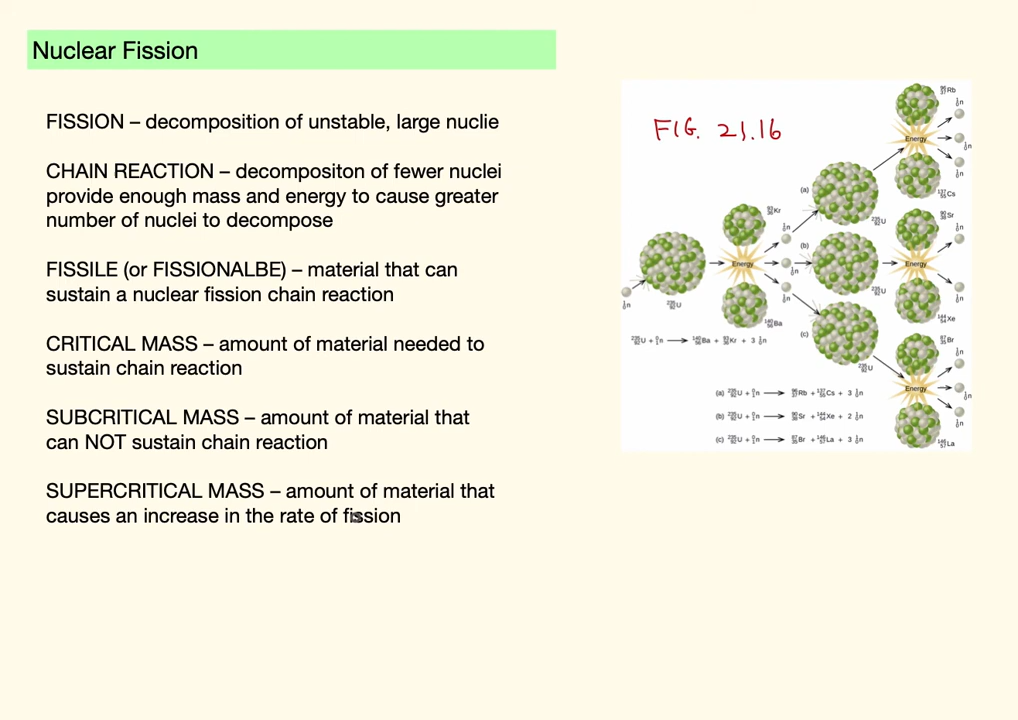 Nuclear Fission
FISSION – decomposition of unstable, large nuclie
CHAIN REACTION – decompositon of fewer nuclei
provide enough mass and energy to cause greater
number of nuclei to decompose
FISSILE (or FISSIONALBE) – material that can
sustain a nuclear fission chain reaction
CRITICAL MASS – amount of material needed to
sustain chain reaction
SUBCRITICAL MASS – amount of material that
can NOT sustain chain reaction
SUPERCRITICAL MASS – amount of material that
causes an increase in the rate of fission
FIG. 21.16
(a)
(b)
(c)
Energy
Energy
Energy
Energy